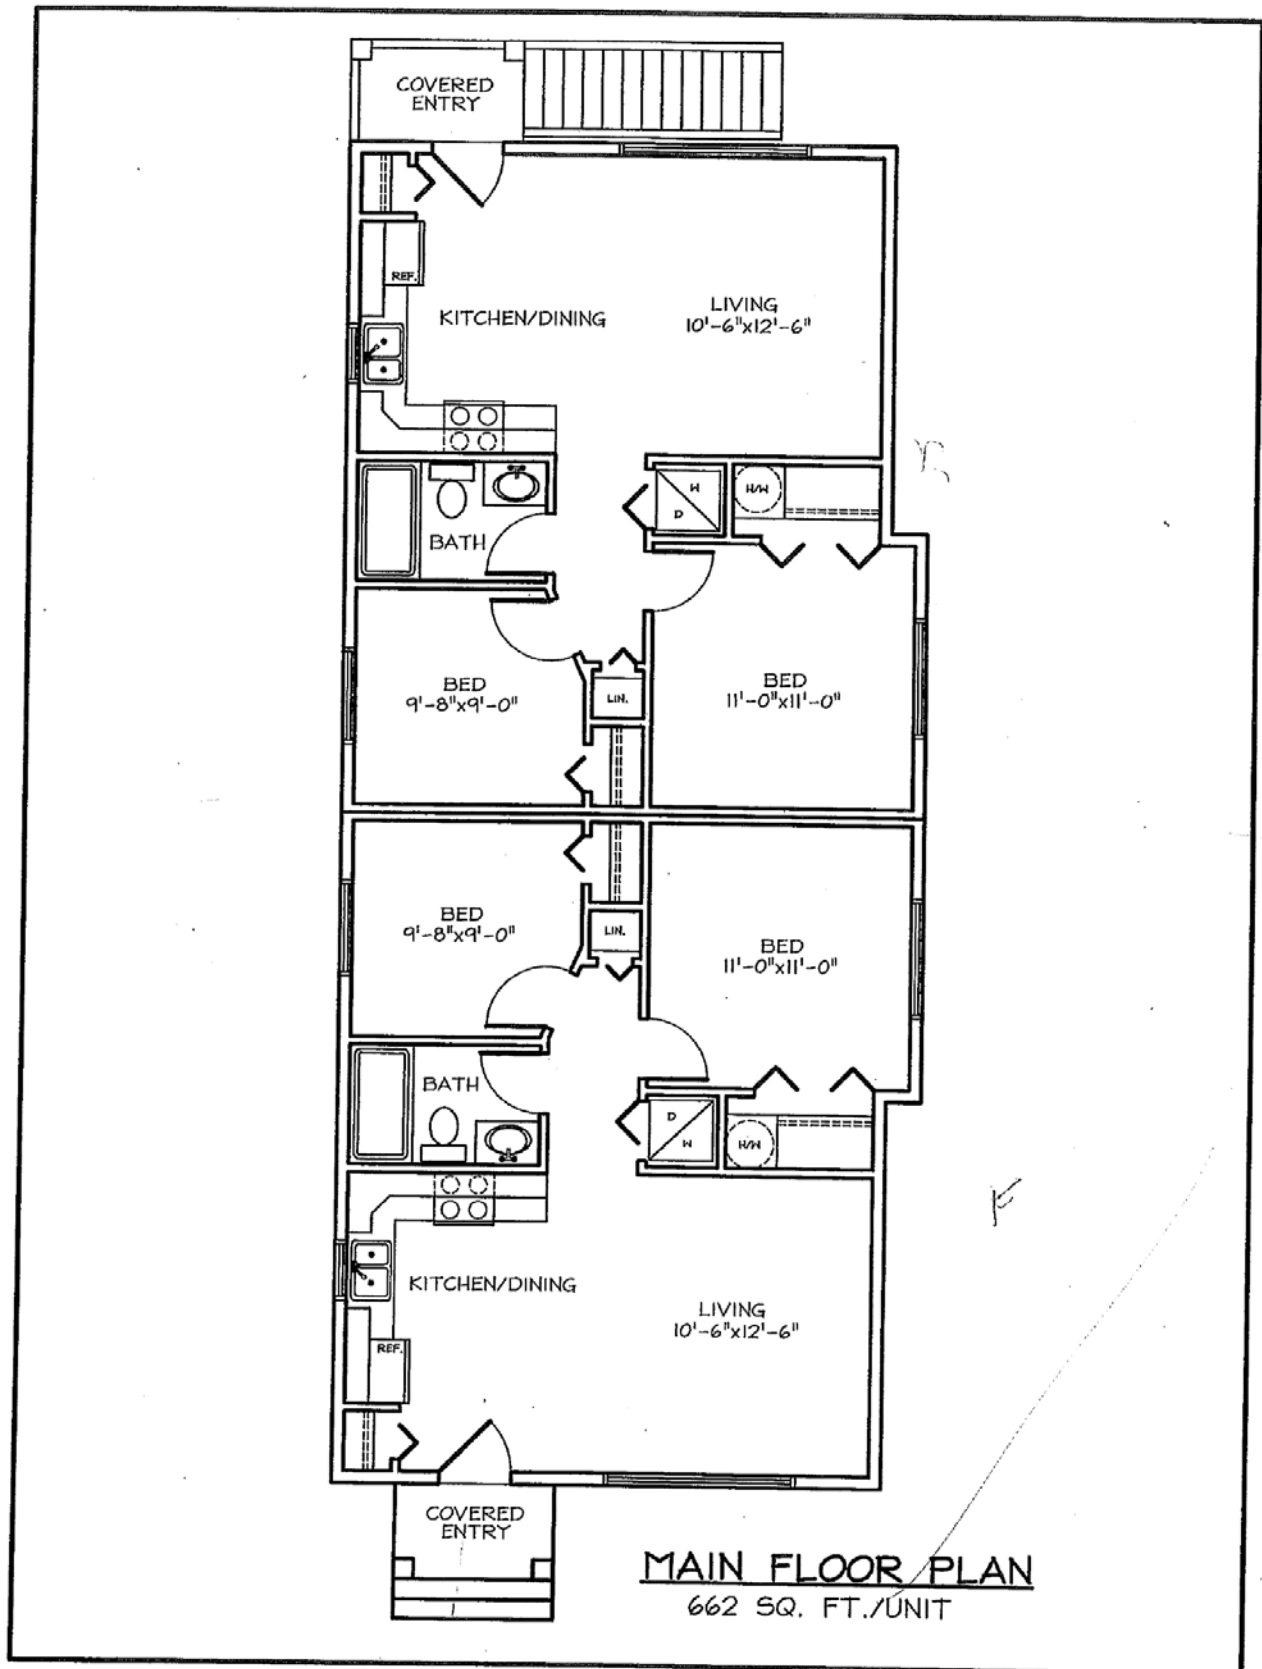 COVERED
ENTRY
REF.
KITCHEN/DINING
LIVING
10'-6"x12'-6"
W
D
H/W
BATH
BED
9'-8"x9'-0"
LIN.
BED
11'-0"x11'-0"
BED
9'-8"x9'-0"
LIN.
BED
11'-0"x11'-0"
BATH
D
W
H/W
KITCHEN/DINING
LIVING
10'-6"x12'-6"
REF.
COVERED
ENTRY
MAIN FLOOR PLAN
662 SQ. FT./UNIT